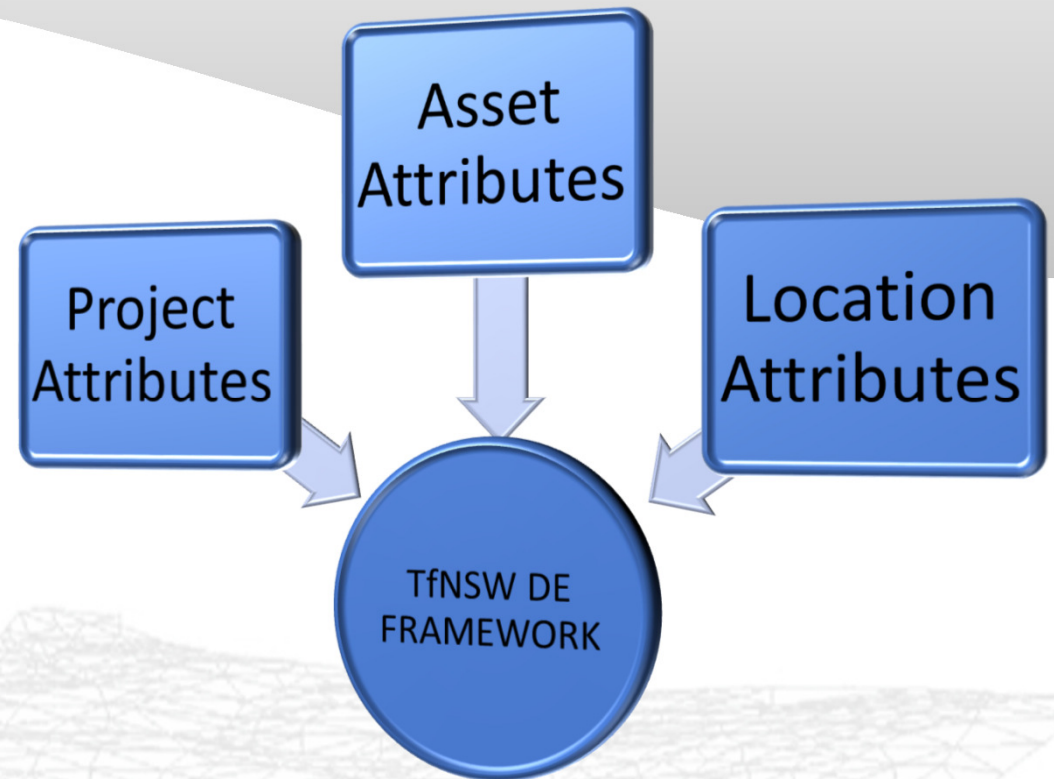 Asset
Attributes
Project
Attributes
Location
Attributes
TfNSW DE
FRAMEWORK